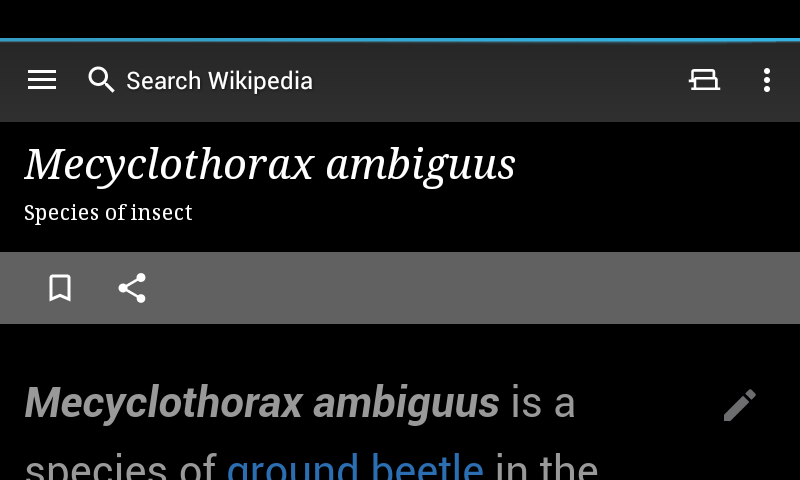 Search Wikipedia
Mecyclothorax ambiguus
Species of insect
Mecyclothorax ambiguus is a
species of ground beetle in the